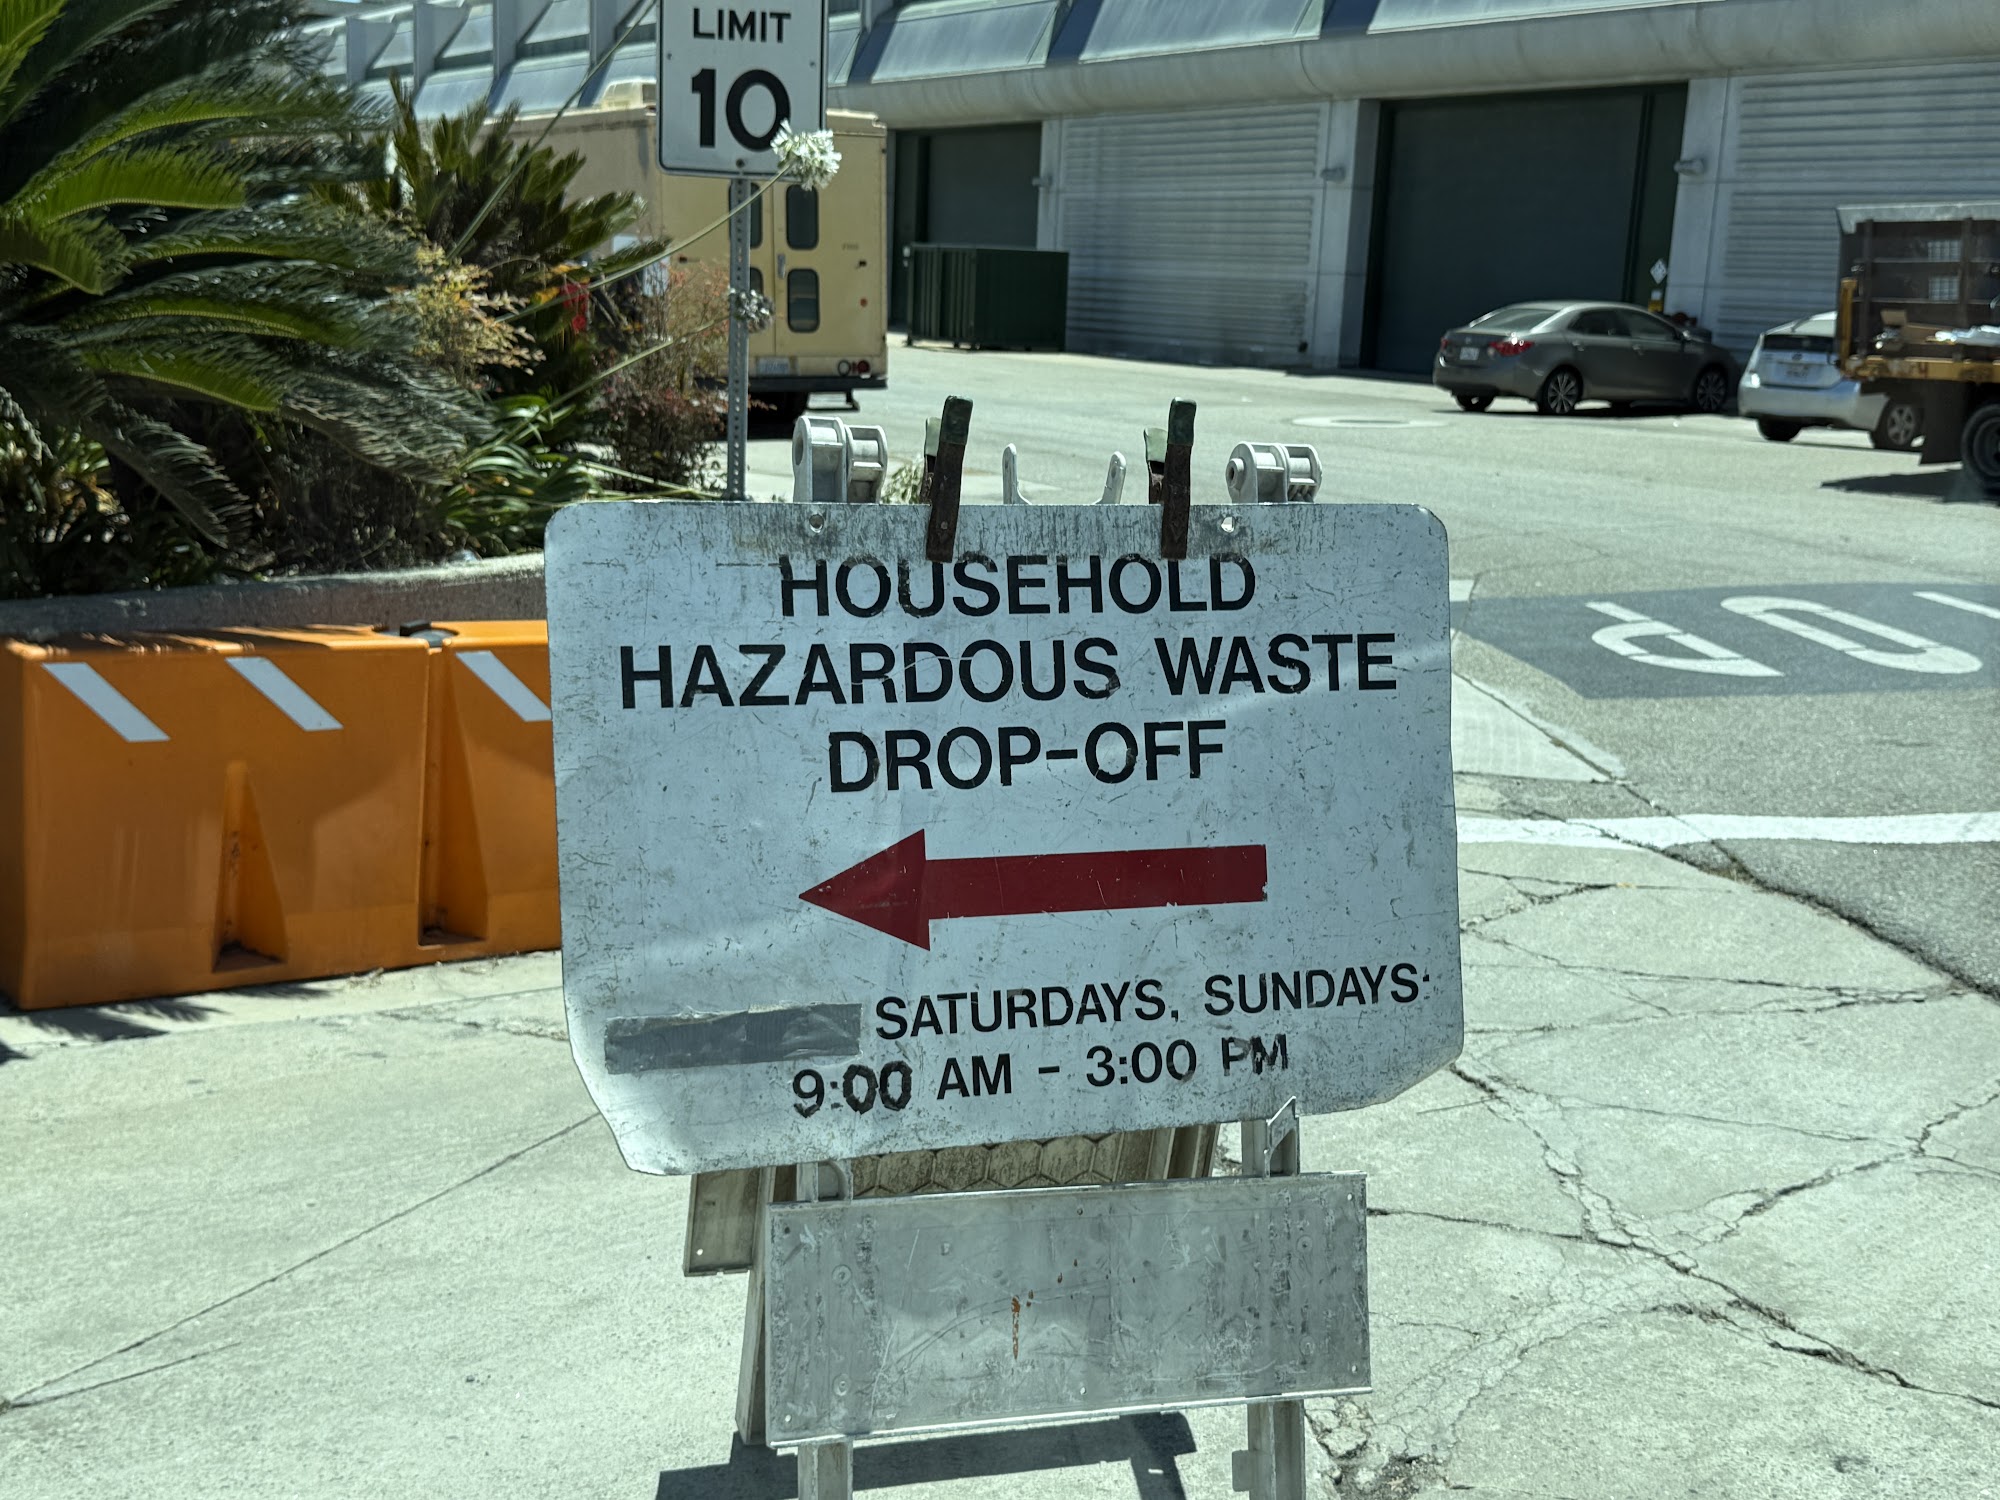 LIMIT
10
HOUSEHOLD
HAZARDOUS WASTE
DROP-OFF
SATURDAYS, SUNDAYS:
9:00 AM - 3:00 PM